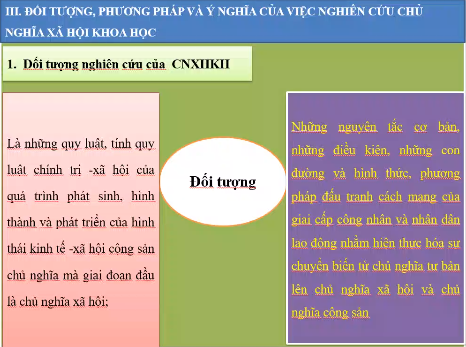 III. ĐỐI TƯỢNG, PHƯƠNG PHÁP VÀ Ý NGHĨA CỦA VIỆC NGHIÊN CỨU CHỦ
NGHĨA XÃ HỘI KHOA HỌC
1. Dối tượng nghiên cứu của CNXIIKII
Là những quy luật, tính quy
luật chính trị -xã hội của
quá trình phát sinh, hình
thành và phát triển của hình
thái kinh tế -xã hội cộng sản
chủ nghĩa mà giai đoạn đầu
là chủ nghĩa xã hội;
Đối tượng
Những nguyên tắc cơ bản,
những điều kiện, những con
đường và hình thức, phương
pháp đấu tranh cách mạng của
giai cấp công nhân và nhân dân
lao động nhằm hiện thực hóa sự
chuyển biến từ chủ nghĩa tư bản
lên chủ nghĩa xã hội và chủ
nghĩa cộng sản